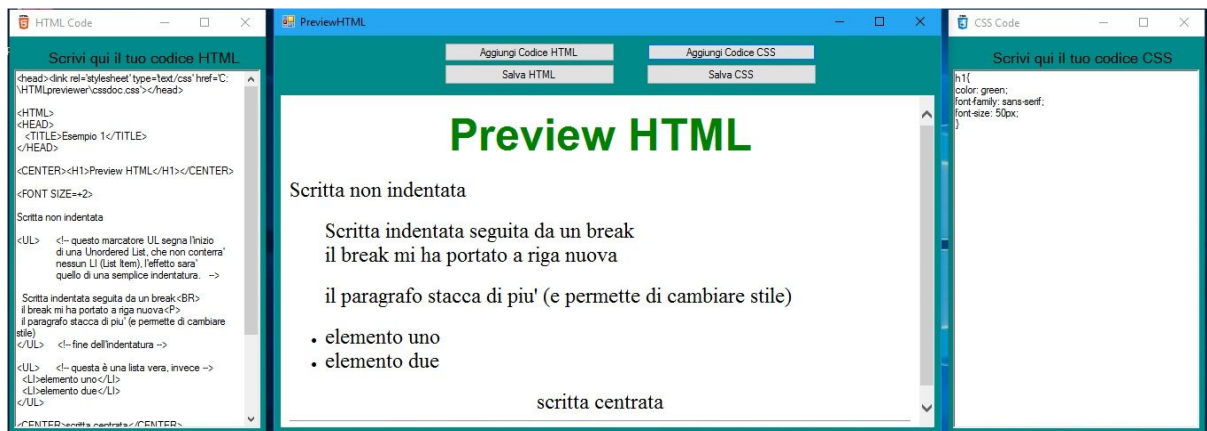 HTML Code
Scrivi qui il tuo codice HTML
<head><link rel='stylesheet' type='text/css' href='C:
\HTMLpreviewer\cssdoc.css'></head>
<HTML>
<HEAD>
<TITLE>Esempio 1</TITLE>
</HEAD>
<CENTER><H1>Preview HTML</H1></CENTER>
<FONT SIZE=+2>
Scritta non indentata
<UL> <!-- questo marcatore UL segna l'inizio
di una Unordered List, che non conterra'
nessun LI (List Item), l'effetto sara'
quello di una semplice indentatura. -->
Scritta indentata seguita da un break<BR>
il break mi ha portato a riga nuova<P>
il paragrafo stacca di piu' (e permette di cambiare
stile)
</UL> <!-- fine dell'indentatura -->
<UL> <!-- questa è una lista vera, invece -->
<LI>elemento uno</LI>
<LI>elemento due</LI>
</UL>
<CENTER>scritta centrata</CENTER>
PreviewHTML
Aggiungi Codice HTML
Aggiungi Codice CSS
Salva HTML
Salva CSS
Preview HTML
Scritta non indentata
Scritta indentata seguita da un break
il break mi ha portato a riga nuova
il paragrafo stacca di piu' (e permette di cambiare stile)
• elemento uno
• elemento due
scritta centrata
CSS Code
Scrivi qui il tuo codice CSS
h1{
color: green;
font-family: sans-serif;
font-size: 50px;
}